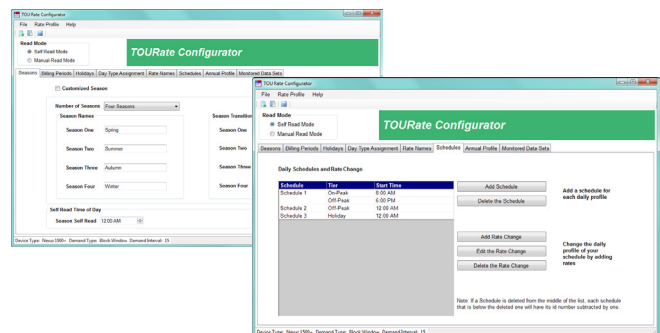 TOU Rate Configurator
File Rate Profile Help
Read Mode
Self Read Mode
Manual Read Mode
TOURate Configurator
Seasons Billing Periods Holidays Day Type Assignment Rate Names Schedules Annual Profile Monitored Data Sets
Customized Season
Number of Seasons Four Seasons
Season Names
Season Transition
Season One Spring
Season One
Season Two Summer
Season Two
Season Three Autumn
Season Three
Season Four Winter
Season Four
Self Read Time of Day
Season Self Read 12:00 AM
Device Type: Nexus 1500+ Demand Type: Block Window Demand Interval: 15
TOU Rate Configurator
File Rate Profile Help
Read Mode
Self Read Mode
Manual Read Mode
TOURate Configurator
Seasons Billing Periods Holidays Day Type Assignment Rate Names Schedules Annual Profile Monitored Data Sets
Daily Schedules and Rate Change
Schedule Tier Start Time
Schedule 1 On-Peak 8:00 AM
Off-Peak 6:00 PM
Schedule 2 Off-Peak 12:00 AM
Schedule 3 Holiday 12:00 AM
Add Schedule
Delete the Schedule
Add a schedule for
each daily profile
Add Rate Change
Edit the Rate Change
Delete the Rate Change
Change the daily
profile of your
schedule by adding
rates
Note: If a Schedule is deleted from the middle of the list, each schedule
that is below the deleted one will have its id number subtracted by one.
Device Type: Nexus 1500+ Demand Type: Block Window Demand Interval: 15